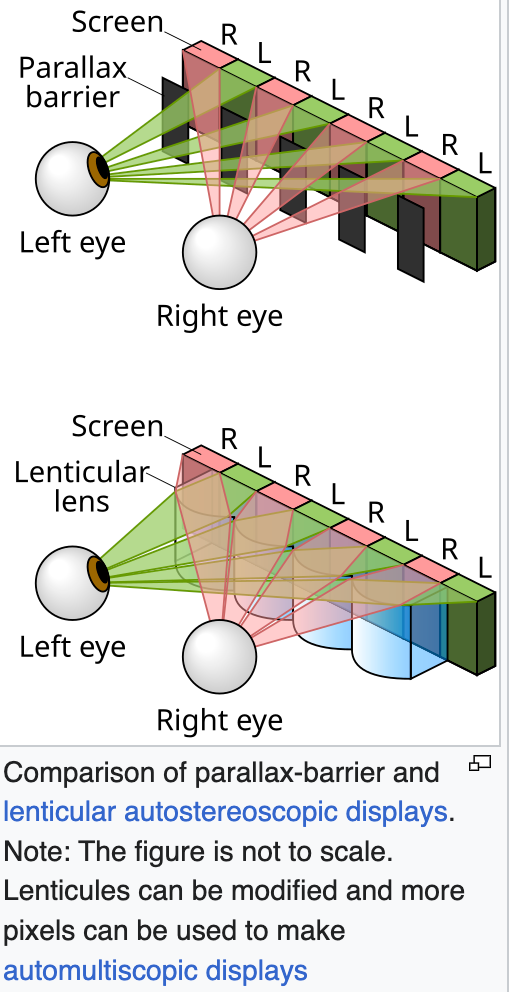 Screen
R
L
R
L
R
L
R
L
Parallax
barrier
Left eye
Right eye
Screen
R
L
R
L
R
L
R
L
Lenticular
lens
Left eye
Right eye
Comparison of parallax-barrier and
lenticular autostereoscopic displays.
Note: The figure is not to scale.
Lenticules can be modified and more
pixels can be used to make
automultiscopic displays